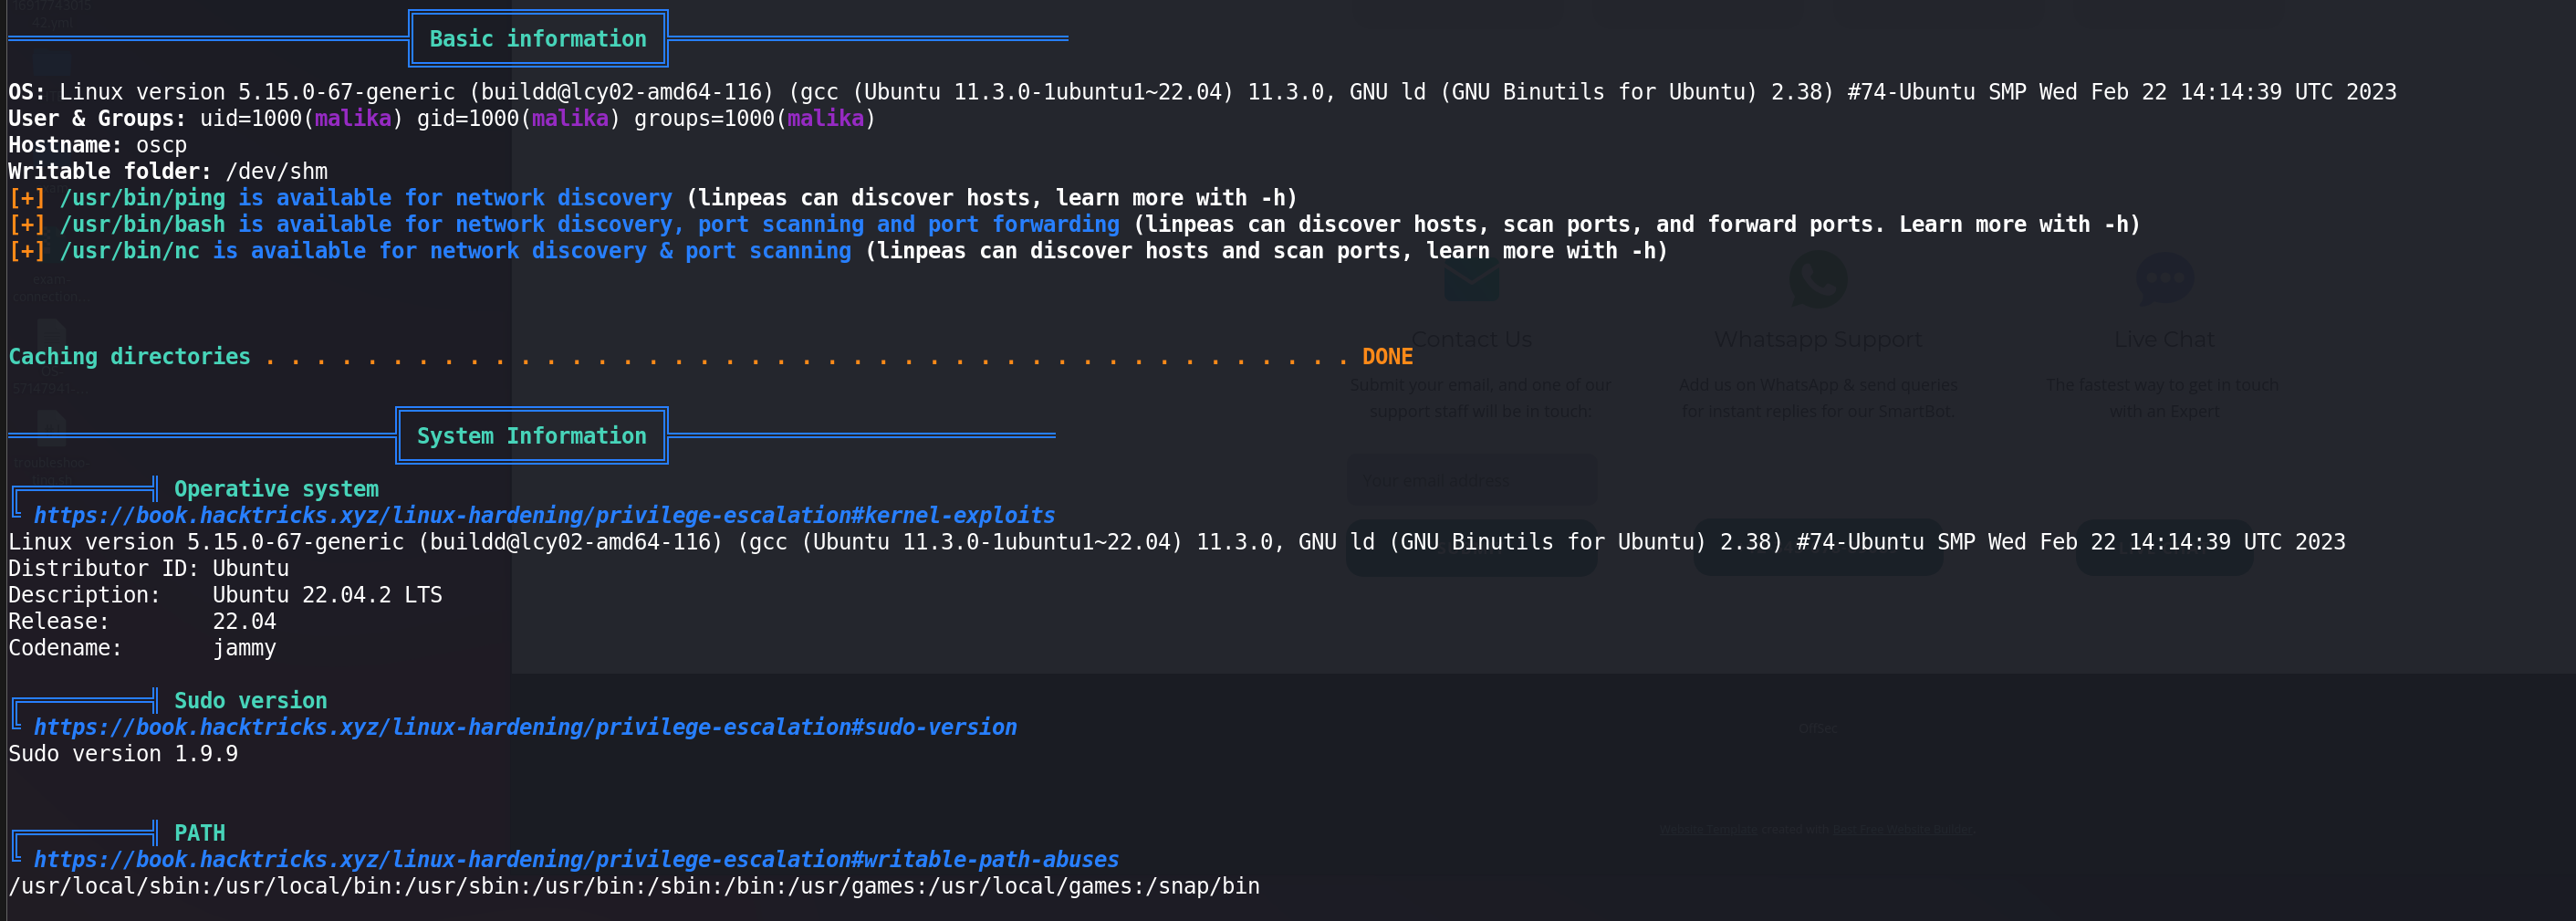 Basic information
OS: Linux version 5.15.0-67-generic (buildd@lcy02-amd64-116) (gcc (Ubuntu 11.3.0-1ubuntu1~22.04) 11.3.0, GNU ld (GNU Binutils for Ubuntu) 2.38) #74-Ubuntu SMP Wed Feb 22 14:14:39 UTC 2023
User & Groups: uid=1000(malika) gid=1000(malika) groups=1000(malika)
Hostname: oscp
Writable folder: /dev/shm
[+] /usr/bin/ping is available for network discovery (linpeas can discover hosts, learn more with -h)
[+] /usr/bin/bash is available for network discovery, port scanning and port forwarding (linpeas can discover hosts, scan ports, and forward ports. Learn more with -h)
[+] /usr/bin/nc is available for network discovery & port scanning (linpeas can discover hosts and scan ports, learn more with -h)
exam-
connection...
Contact Us Whatsapp Support Live Chat
Caching directories . . . . . . . . . . . . . . . . . . . . . . . . . . . . . . . . . . . . . . . . . . . DONE
Submit your email, and one of our Add us on WhatsApp & send queries The fastest way to get in touch
support staff will be in touch: for instant replies for our SmartBot. with an Expert
System Information
Your email address
Operative system
https://book.hacktricks.xyz/linux-hardening/privilege-escalation#kernel-exploits
Linux version 5.15.0-67-generic (buildd@lcy02-amd64-116) (gcc (Ubuntu 11.3.0-1ubuntu1~22.04) 11.3.0, GNU ld (GNU Binutils for Ubuntu) 2.38) #74-Ubuntu SMP Wed Feb 22 14:14:39 UTC 2023
Distributor ID: Ubuntu
Description: Ubuntu 22.04.2 LTS
Release: 22.04
Codename: jammy
Sudo version
https://book.hacktricks.xyz/linux-hardening/privilege-escalation#sudo-version
OffSec
Sudo version 1.9.9
PATH
Website Template created with Best Free Website Builder.
https://book.hacktricks.xyz/linux-hardening/privilege-escalation#writable-path-abuses
/usr/local/sbin:/usr/local/bin:/usr/sbin:/usr/bin:/sbin:/bin:/usr/games:/usr/local/games:/snap/bin